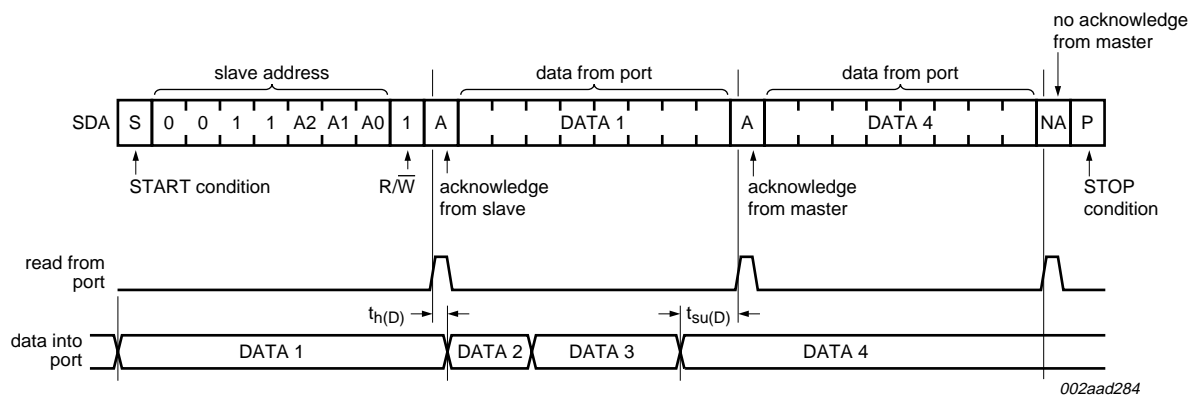 no acknowledge
from master
slave address
data from port
data from port
SDA S 0 0 1 1 A2 A1 A0 1 A DATA 1 A DATA 4 NA P
START condition
R/W
acknowledge
from slave
acknowledge
from master
STOP
condition
read from
port
th(D)
tsu(D)
data into
port
DATA 1 DATA 2 DATA 3 DATA 4
002aad284